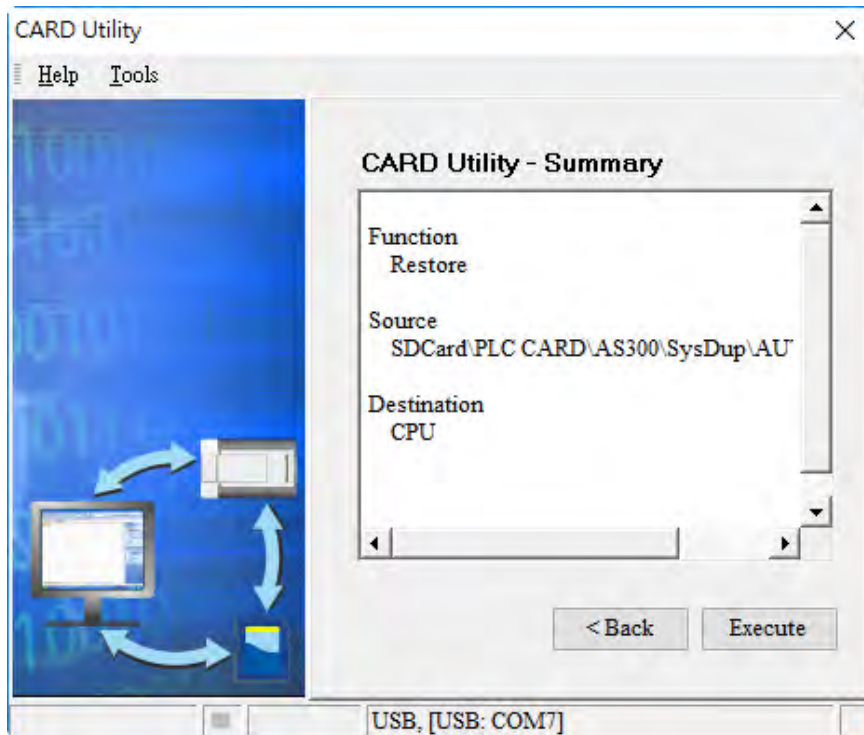 CARD Utility
Help Tools
CARD Utility - Summary
Function
Restore
Source
SDCard\PLC CARD\AS300\SysDup\AU
Destination
CPU
< Back Execute
USB, [USB: COM7]